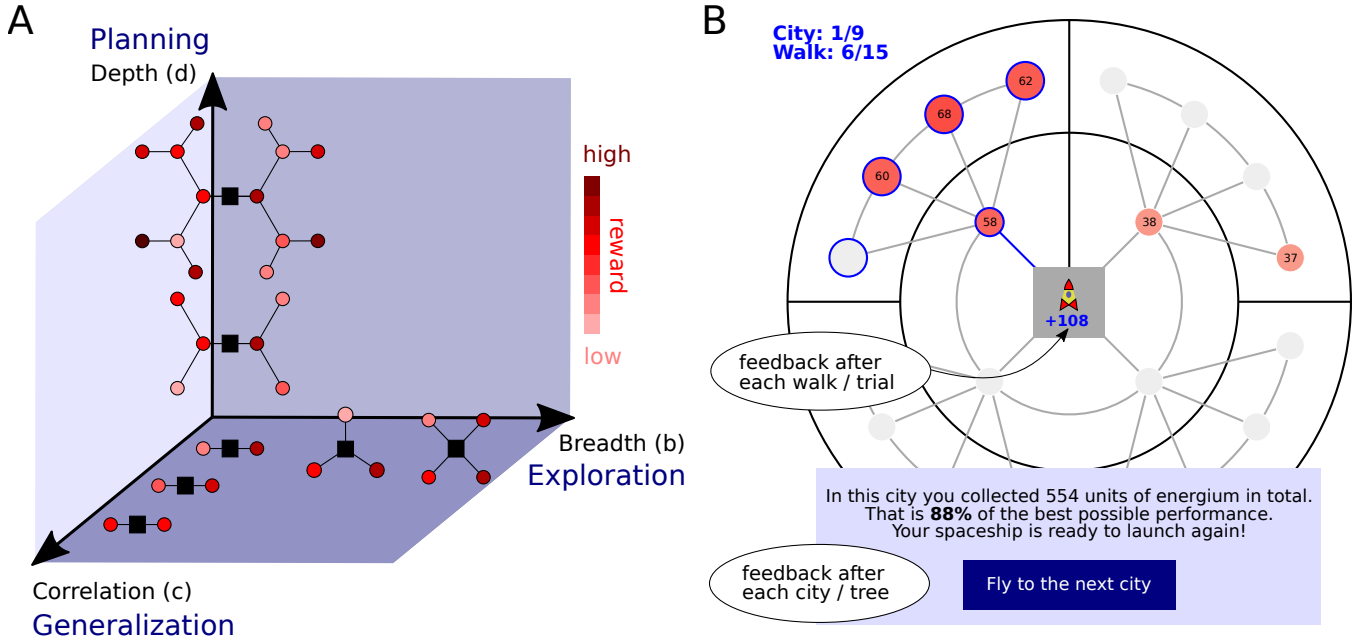 A
Planning
Depth (d)
high
reward
low
Breadth (b)
Exploration
Correlation (c)
Generalization
B
City: 1/9
Walk: 6/15
62
68
60
58
38
37
+108
feedback after
each walk / trial
In this city you collected 554 units of energium in total.
That is 88% of the best possible performance.
Your spaceship is ready to launch again!
feedback after
each city / tree
Fly to the next city